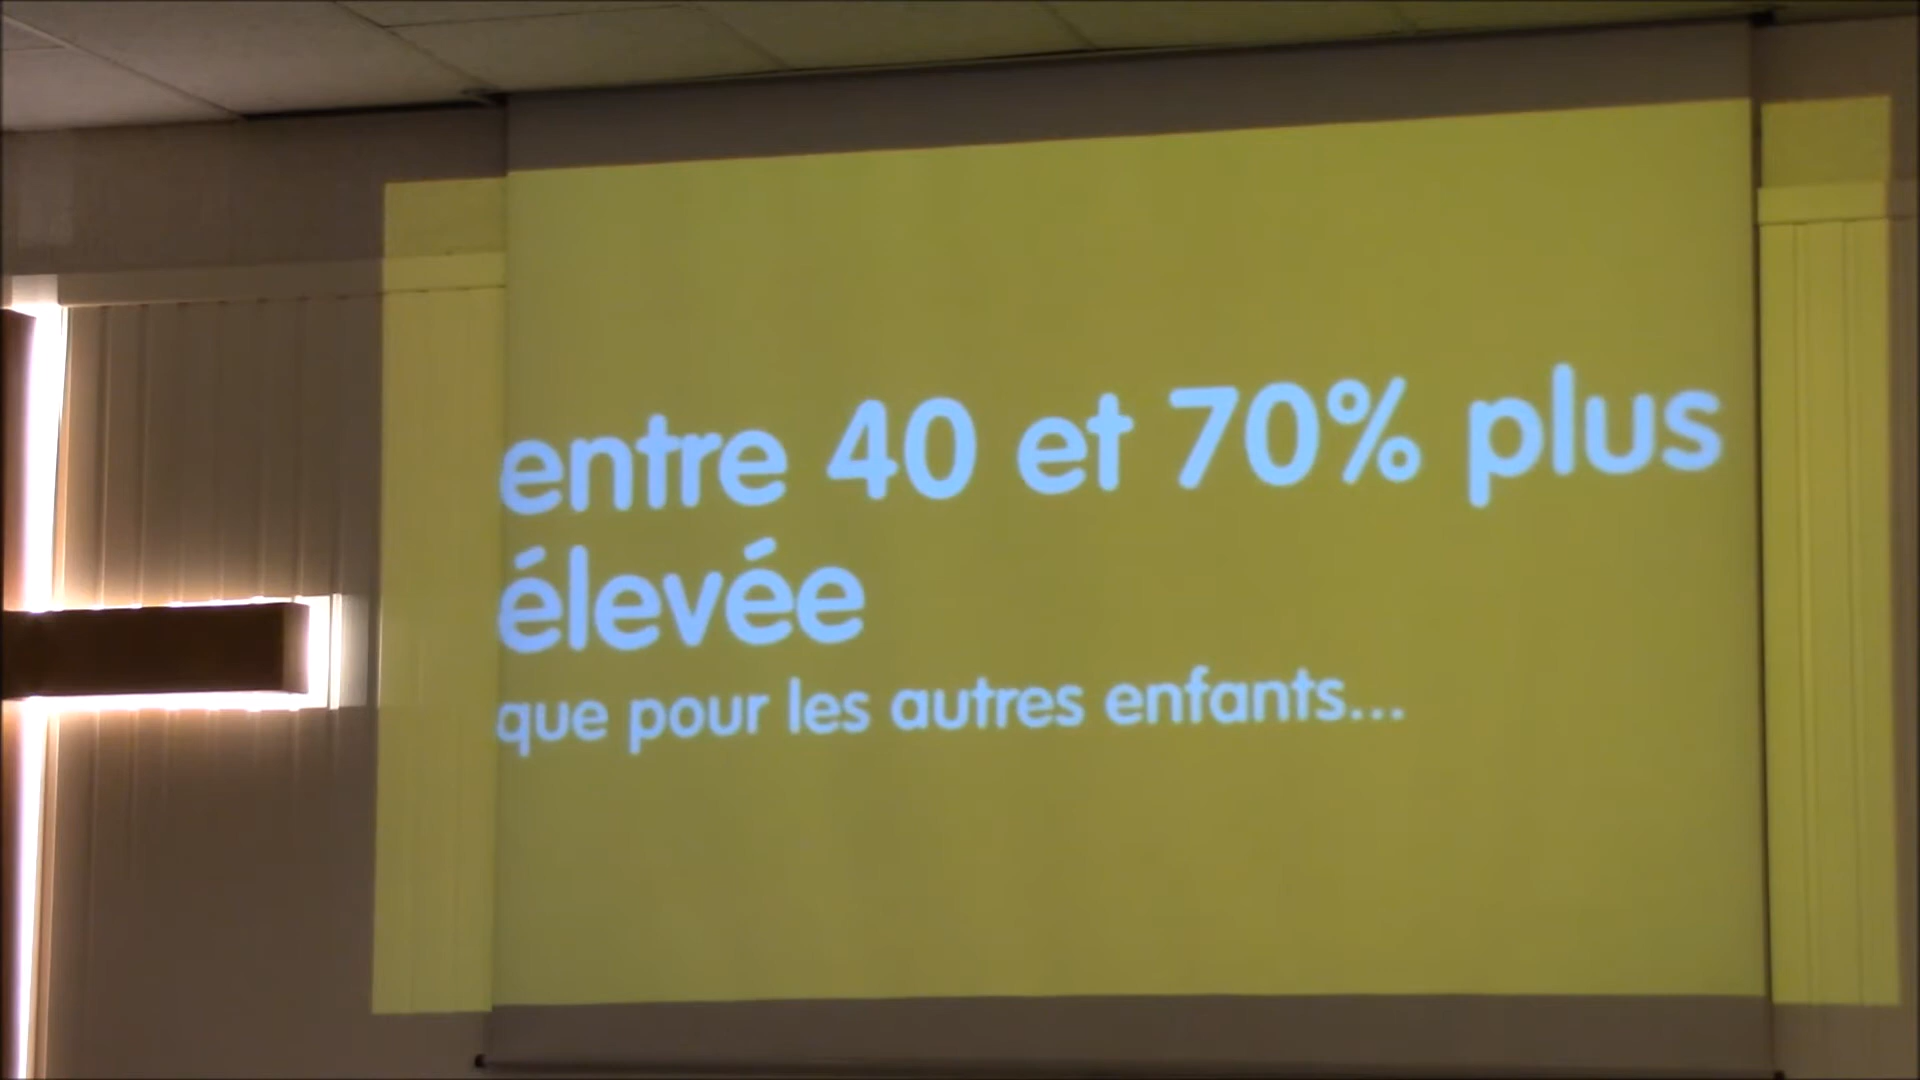 entre 40 et 70% plus
élevée
que pour les autres enfants...